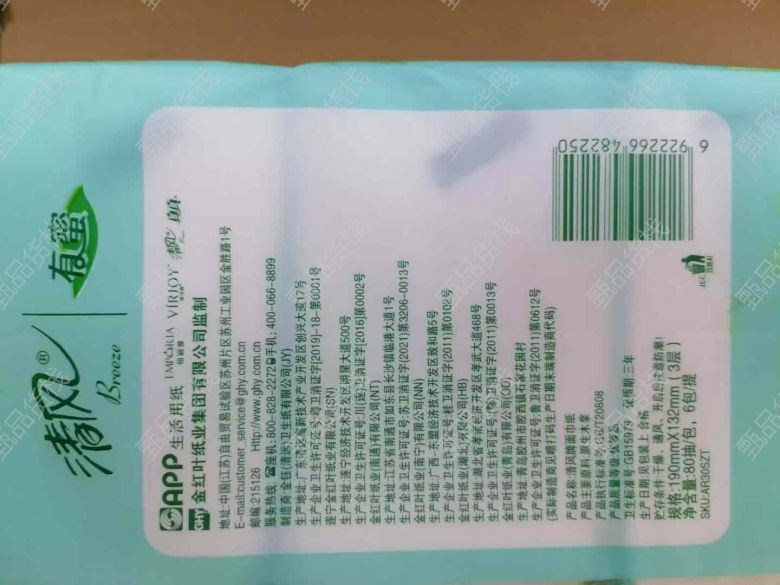 清风®
Breeze
有蜜
APP 生活用纸 EMPORIA VIRJOY 清风 真真
GHY 金红叶纸业集团有限公司监制
地址:中国(江苏)自由贸易试验区苏州片区苏州工业园区金胜路1号
E-mail:customer_service@ghy.com.cn
邮编:215126 Http://www.ghy.com.cn
服务热线: 座机:800-828-2272 手机:400-066-8899
制造商:金钰(清远)卫生纸有限公司(JY)
生产地址:广东清远高新技术产业开发区创兴大道17号
生产企业卫生许可证号:粤卫消证字[2019]-18-第0001号
遂宁金红叶纸业有限公司(SN)
生产地址:遂宁经济技术开发区明星大道500号
生产企业卫生许可证号:川(遂)卫消证字[2016]第0002号
金红叶纸业(南通)有限公司(NT)
生产地址:江苏省南通市如东县长沙镇临港大道1号
生产企业卫生许可证号:苏卫消证字(2021)第3206-0013号
金红叶纸业(南宁)有限公司(NN)
生产地址:广西 东盟经济技术开发区致和路5号
生产企业卫生许可证号:桂卫消证字(2011)第0102号
金红叶纸业(湖北)有限公司(HB)
生产地址:湖北省孝感经济开发区孝武大道468号
生产企业卫生许可证号:鄂卫消证字[2011]第0013号
金红叶纸业(青岛)有限公司(QD)
生产地址:青岛胶州市胶西镇杜家花园村
生产企业卫生许可证号:鲁卫消证字(2011)第0612号
(实际制造商见喷码打码生产日期末端制造商代码)
产品名称:清风牌面巾纸
产品主要原料:原生木浆
产品执行标准号:GB/T20808
产品质量等级:优等品
卫生标准号:GB15979 保质期:三年
生产日期:见包装上 合格
贮存条件:干燥、通风,开启后注意防潮!
规格:190mmX132mm(3层)
净含量:80抽/包,6包/提
SKU:AR30SZT
6 922266 482250
甄品货栈